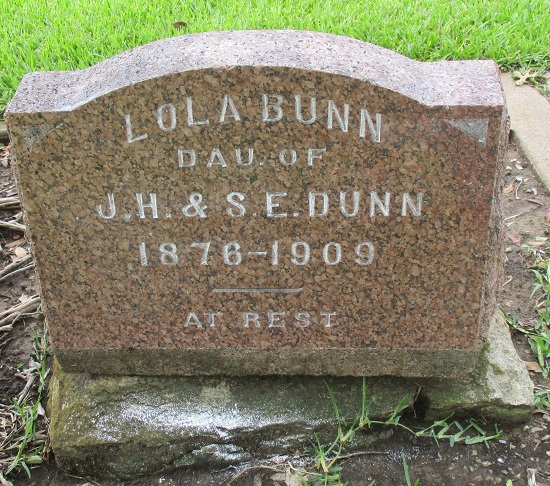 LOLA BUNN
DAU. OF
J.H. & S.E. DUNN
1876-1909
AT REST